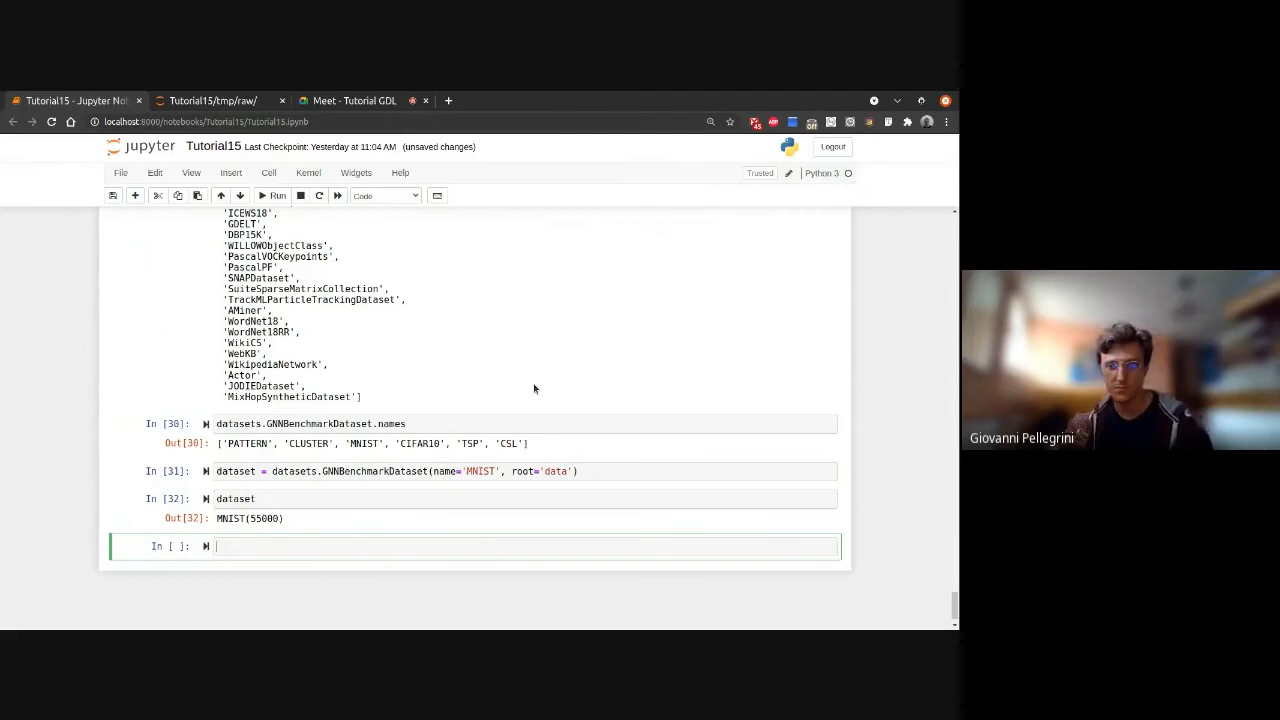 Tutorial15 - Jupyter Not
Tutorial15/tmp/raw/
Meet - Tutorial GDL
localhost:8000/notebooks/Tutorial15/Tutorial15.ipynb
45
ABP
off
jupyter Tutorial15 Last Checkpoint: Yesterday at 11:04 AM (unsaved changes)
Logout
File Edit View Insert Cell Kernel Widgets Help
Trusted
Python 3
Run
Code
'ICEWS18',
'GDELT',
'DBP15K',
'WILLOWObjectClass',
'PascalVOCKeypoints',
'PascalPF',
'SNAPDataset',
'SuiteSparseMatrixCollection',
'TrackMLParticleTrackingDataset',
'AMiner',
'WordNet18',
'WordNet18RR',
'WikiCS',
'WebKB',
'WikipediaNetwork',
'Actor',
'JODIEDataset',
'MixHopSyntheticDataset']
In [30]: datasets.GNNBenchmarkDataset.names
Out[30]: ['PATTERN', 'CLUSTER', 'MNIST', 'CIFAR10', 'TSP', 'CSL']
In [31]: dataset = datasets.GNNBenchmarkDataset(name='MNIST', root='data')
In [32]: dataset
Out[32]: MNIST(55000)
In [ ]:
Giovanni Pellegrini